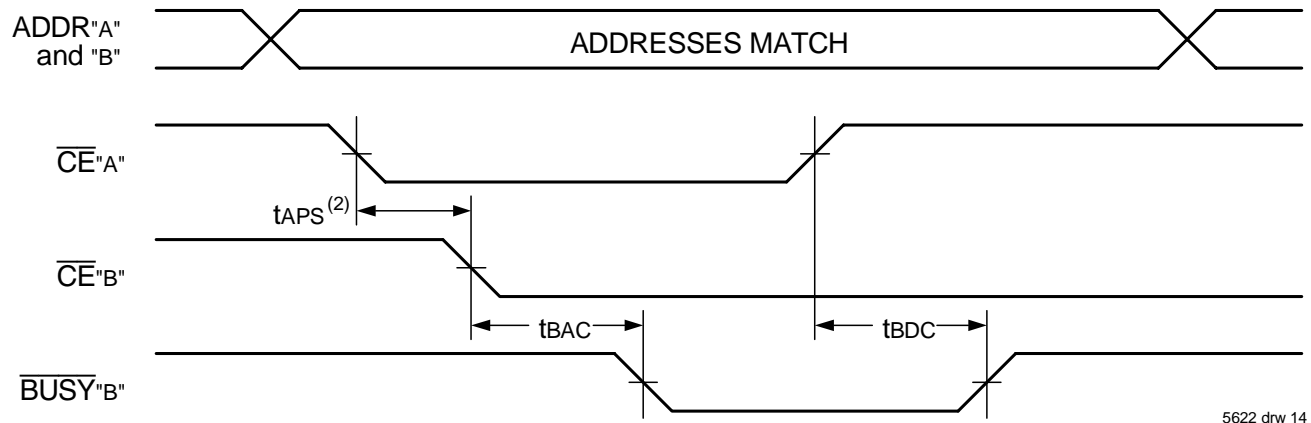 ADDR"A"
and "B"
ADDRESSES MATCH
CE"A"
tAPS(2)
CE"B"
tBAC
tBDC
BUSY"B"
5622 drw 14